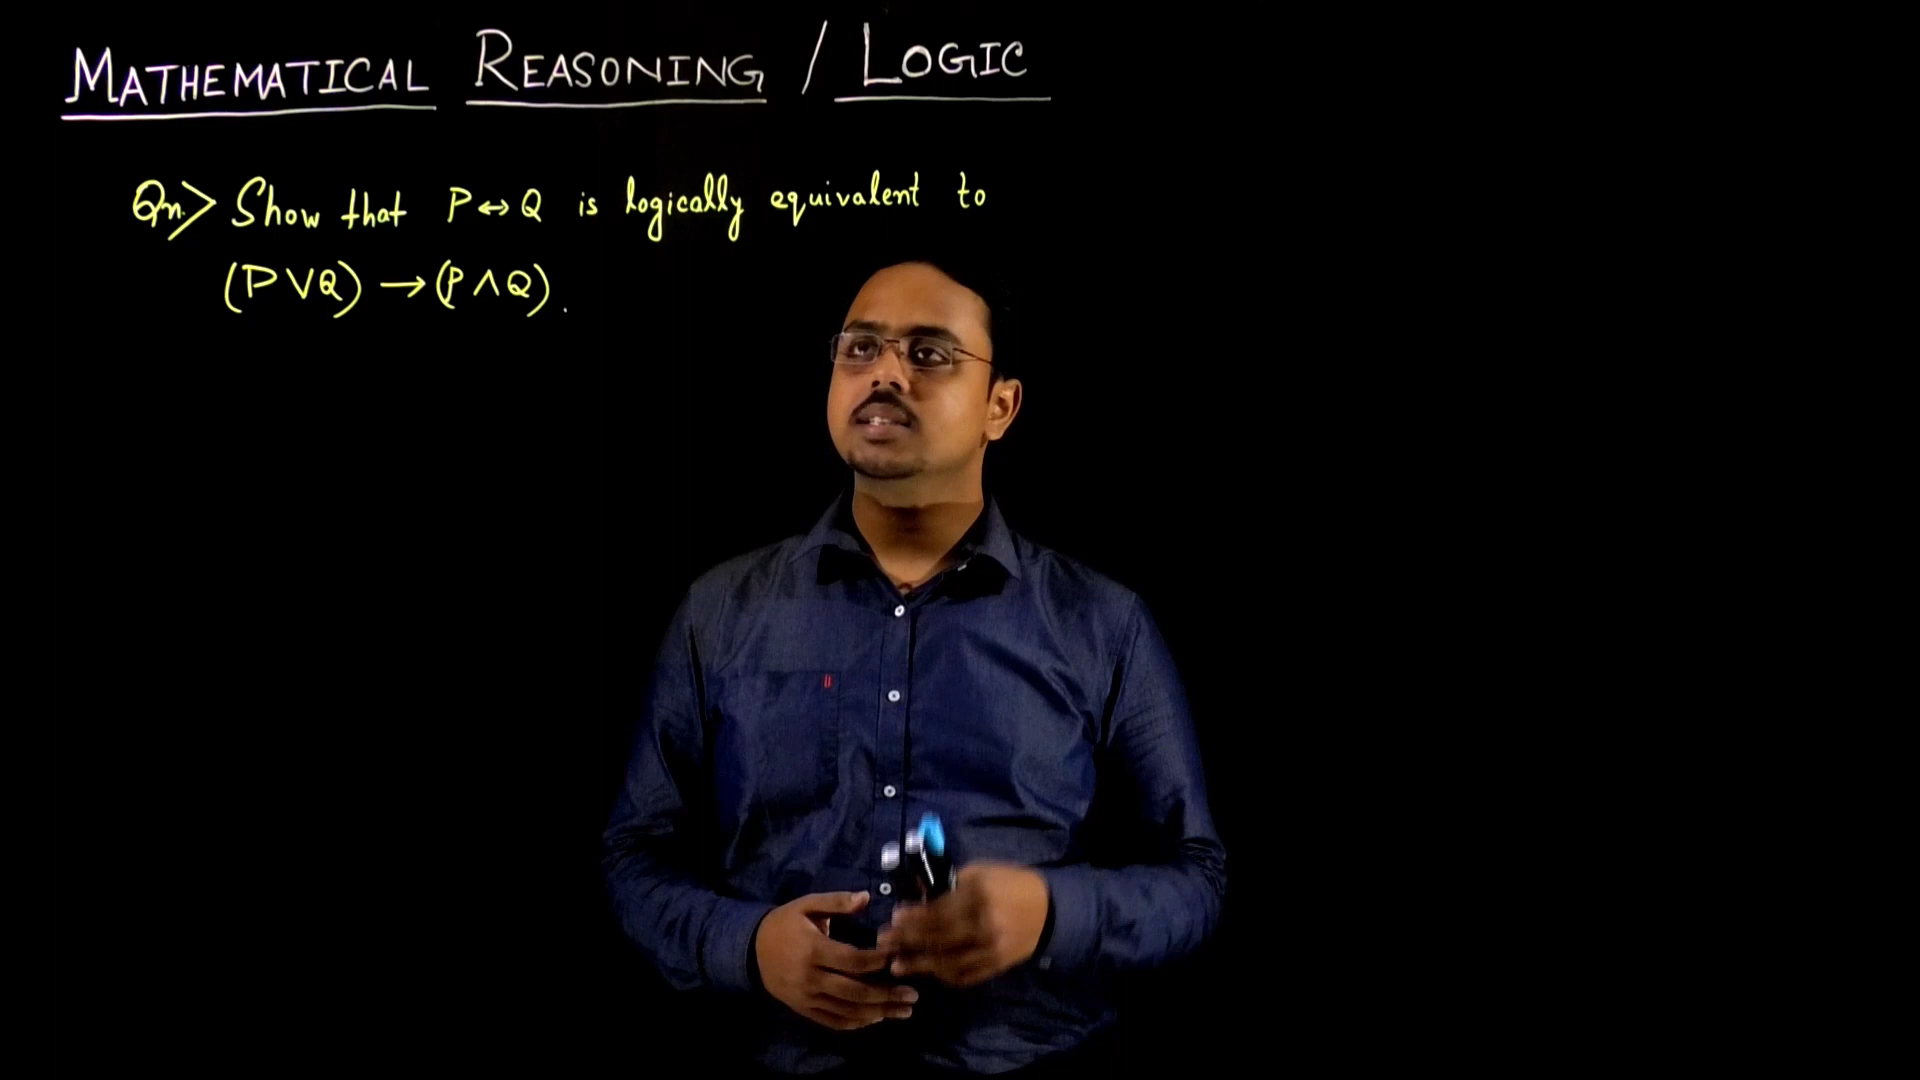 MATHEMATICAL REASONING / LOGIC
Qn.> Show that P ↔ Q is logically equivalent to
(P ∨ Q) → (P ∧ Q).